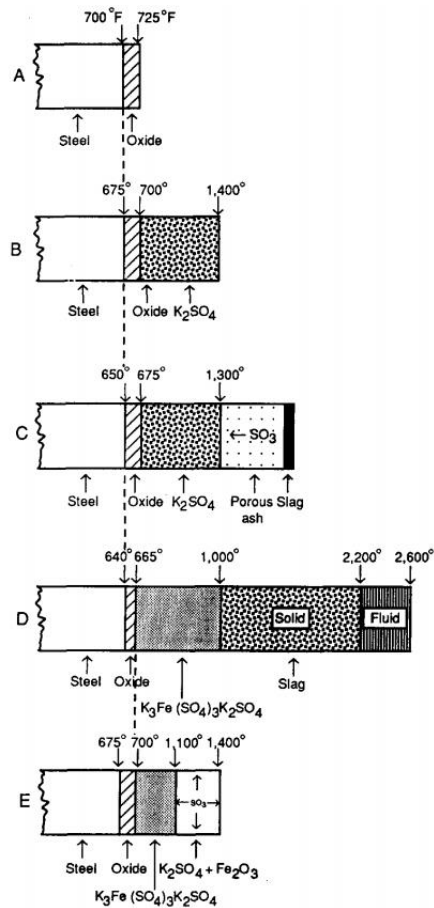 700°F 725°F
A
Steel Oxide
675° 700° 1,400°
B
Steel Oxide K₂SO₄
650° 675° 1,300°
C
← SO₃
Steel Oxide K₂SO₄ Porous Slag
ash
640° 665° 1,000° 2,200° 2,600°
D
Solid Fluid
Steel Oxide Slag
K₃Fe (SO₄)₃K₂SO₄
675° 700° 1,100° 1,400°
E
SO₃
Steel Oxide K₂SO₄ + Fe₂O₃
K₃Fe (SO₄)₃K₂SO₄